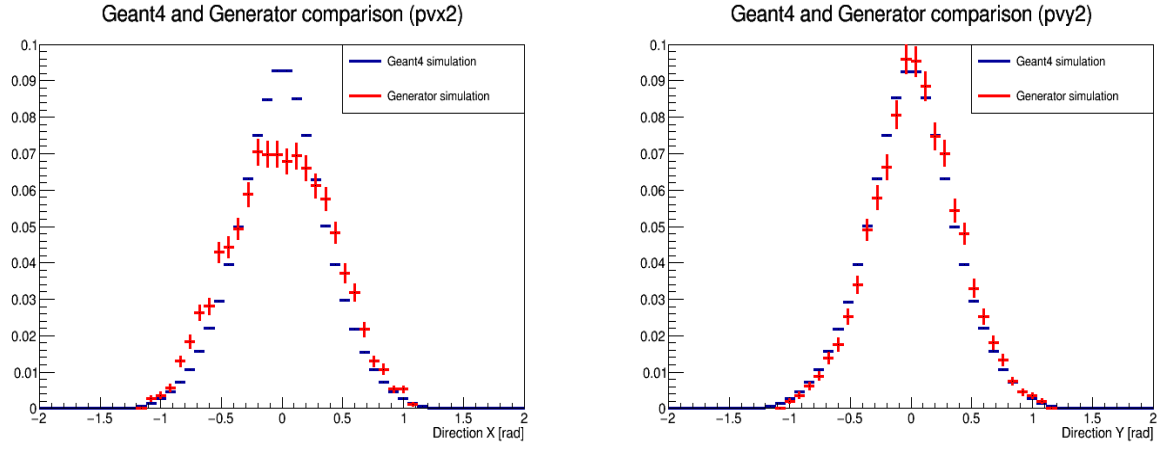 Geant4 and Generator comparison (pvx2)
Geant4 simulation
Generator simulation
0.1
0.09
0.08
0.07
0.06
0.05
0.04
0.03
0.02
0.01
0
−2 −1.5 −1 −0.5 0 0.5 1 1.5 2
Direction X [rad]
Geant4 and Generator comparison (pvy2)
Geant4 simulation
Generator simulation
0.1
0.09
0.08
0.07
0.06
0.05
0.04
0.03
0.02
0.01
0
−2 −1.5 −1 −0.5 0 0.5 1 1.5 2
Direction Y [rad]